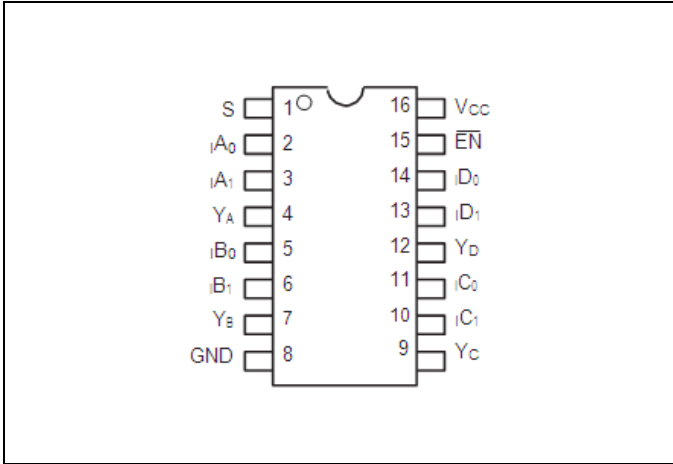 S 1 16 Vcc
IA0 2 15 E̅N̅
IA1 3 14 ID0
YA 4 13 ID1
IB0 5 12 YD
IB1 6 11 IC0
YB 7 10 IC1
GND 8 9 YC